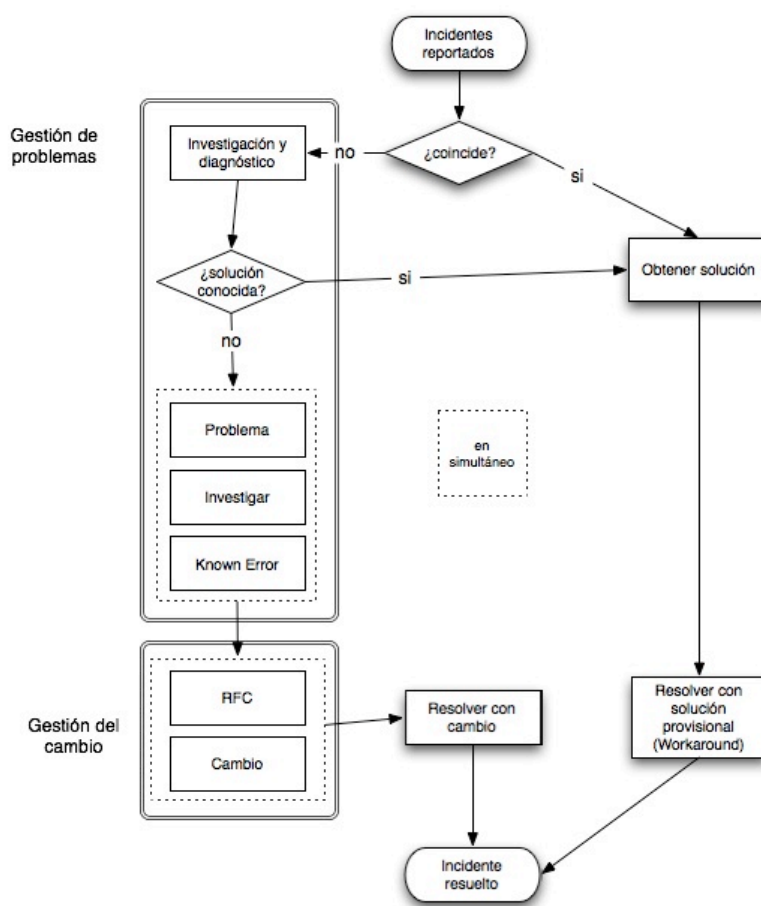 Incidentes
reportados
Gestión de
problemas
Investigación y
diagnóstico
no
¿coincide?
si
¿solución
conocida?
si
Obtener solución
no
Problema
en
simultáneo
Investigar
Known Error
Gestión del
cambio
RFC
Cambio
Resolver con
cambio
Resolver con
solución
provisional
(Workaround)
Incidente
resuelto